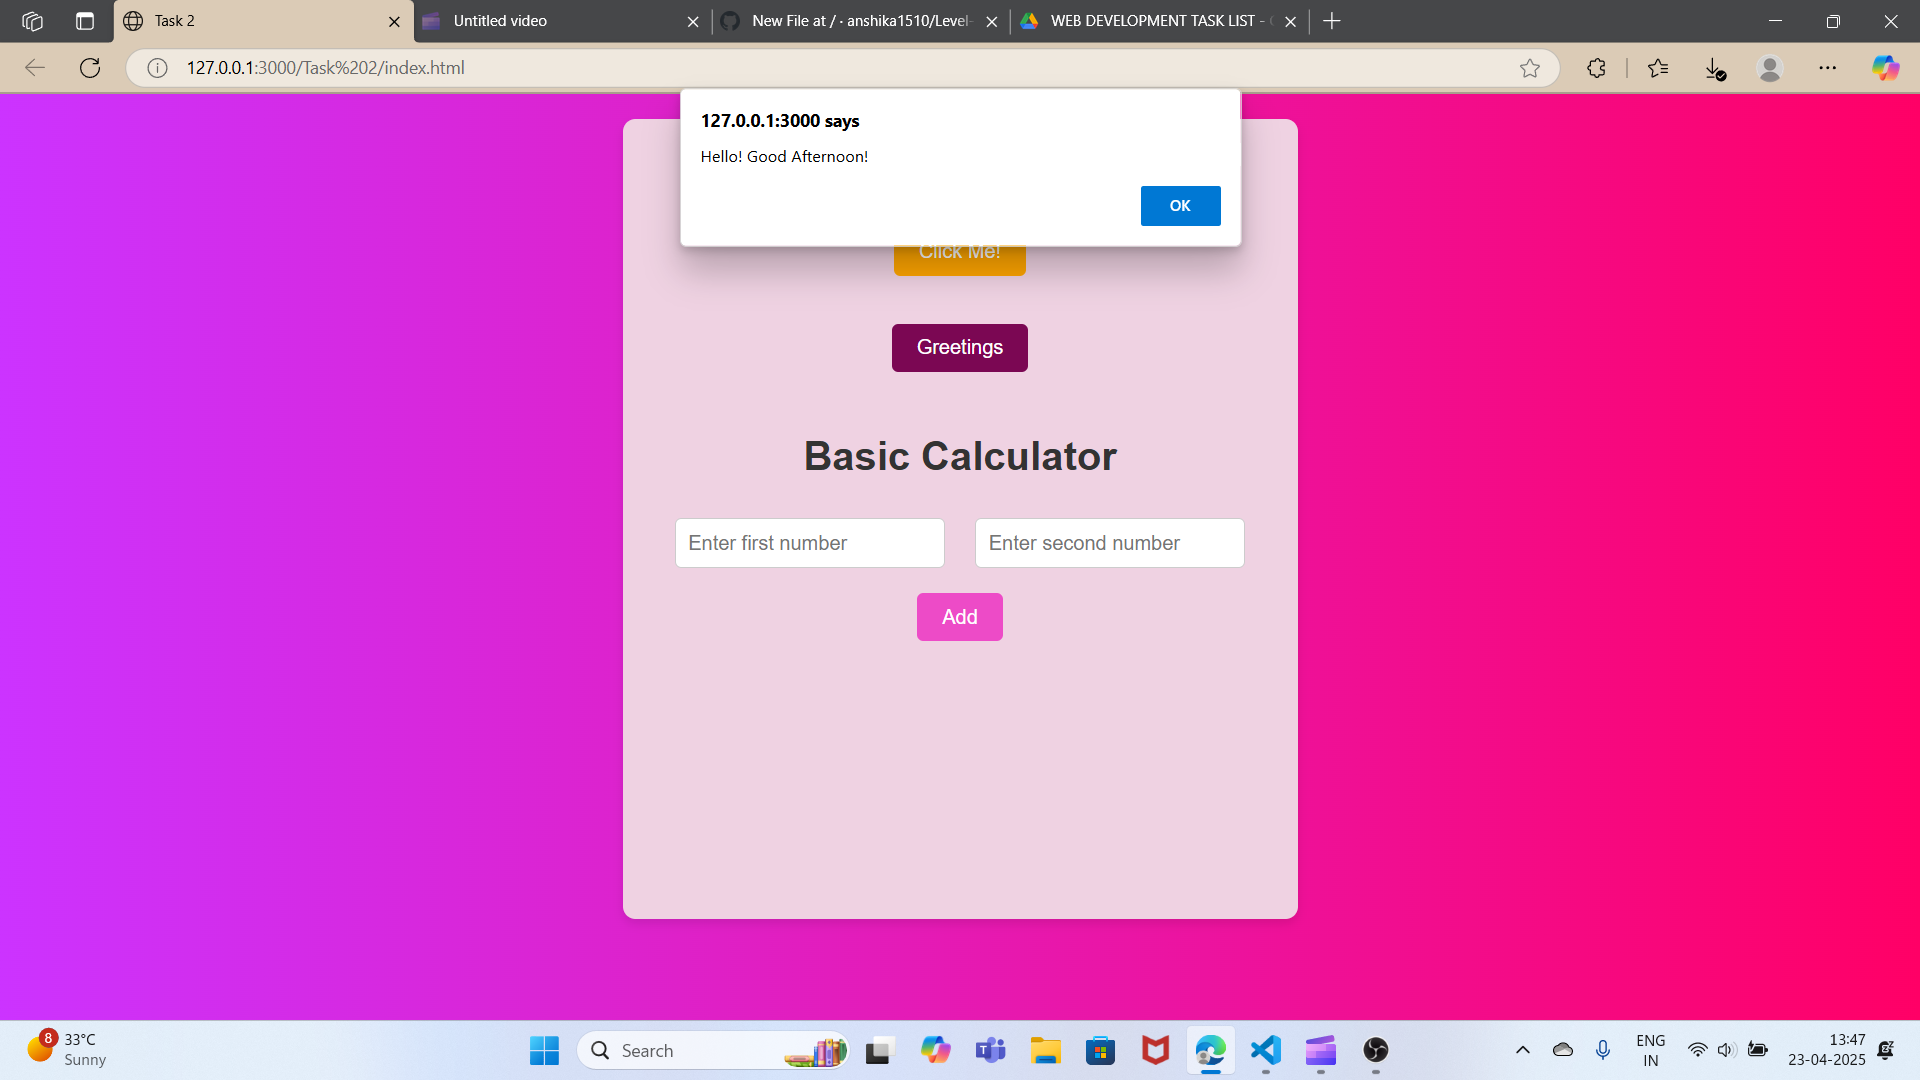 Task 2
Untitled video
New File at / · anshika1510/Level-
WEB DEVELOPMENT TASK LIST -
127.0.0.1:3000/Task%202/index.html
127.0.0.1:3000 says
Hello! Good Afternoon!
OK
Click Me!
Greetings
Basic Calculator
Enter first number
Enter second number
Add
8
33°C
Sunny
Search
ENG
IN
13:47
23-04-2025